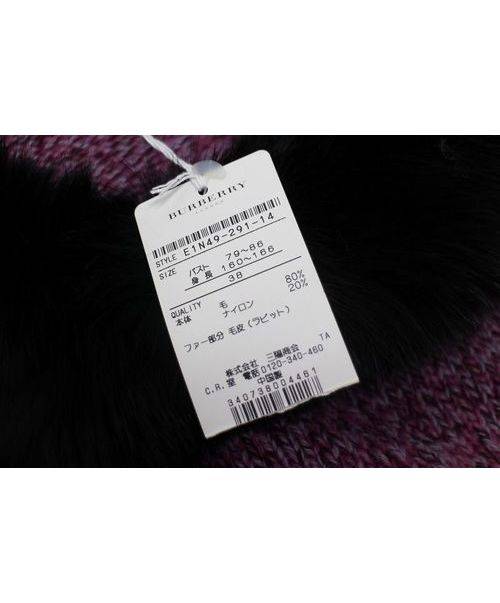 BURBERRY
LONDON
STYLE E1N49-291-14
SIZE バスト 79~86
身長 160~166
38
QUALITY 毛 80%
本体 ナイロン 20%
ファー部分 毛皮(ラビット)
TA
株式会社 三陽商会
C.R.室 電話0120-340-460
中国製
340738004461